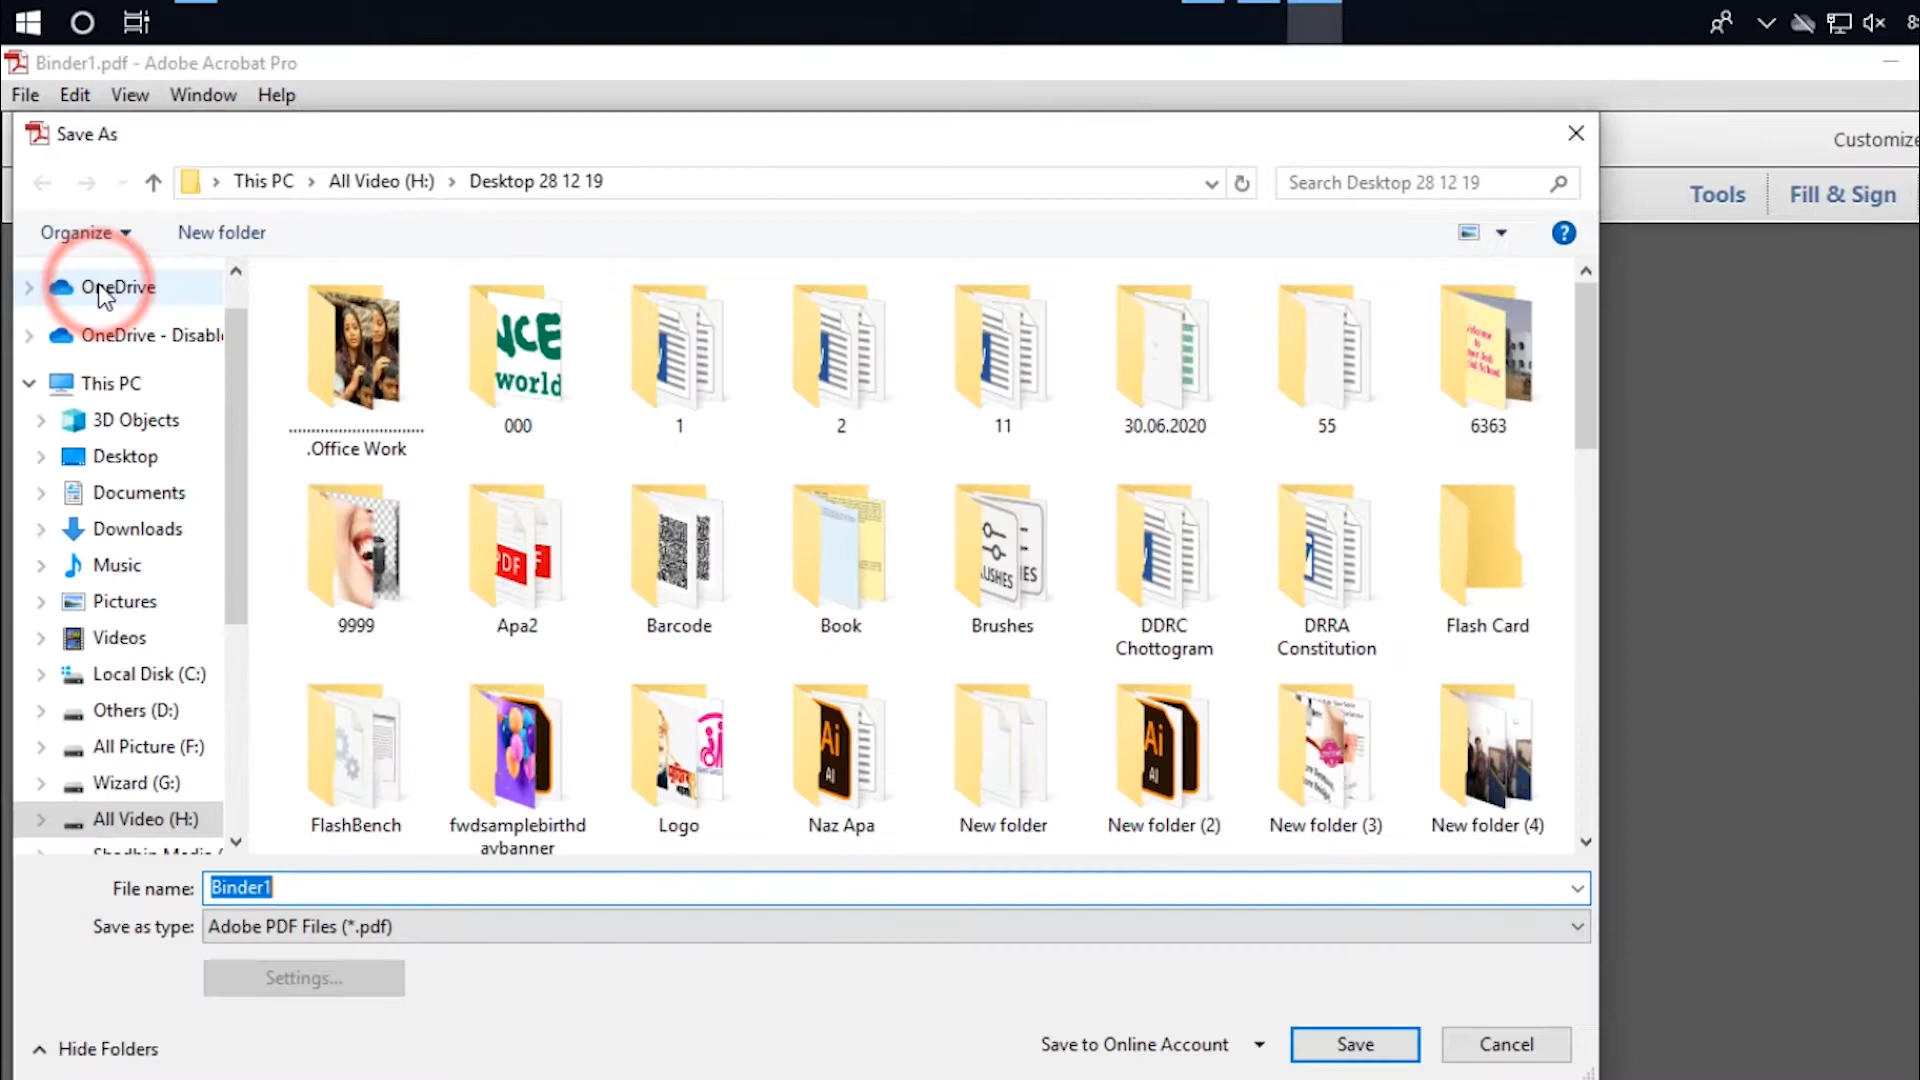 Binder1.pdf - Adobe Acrobat Pro
File Edit View Window Help
Save As
Customize
This PC > All Video (H:) > Desktop 28 12 19
Search Desktop 28 12 19
Tools Fill & Sign
Organize New folder
OneDrive
OneDrive - Disable
This PC
3D Objects
Desktop
Documents
Downloads
Music
Pictures
Videos
Local Disk (C:)
Others (D:)
All Picture (F:)
Wizard (G:)
All Video (H:)
.Office Work
000
1
2
11
30.06.2020
55
6363
9999
Apa2
Barcode
Book
Brushes
DDRC
Chottogram
DRRA
Constitution
Flash Card
FlashBench
fwdsamplebirthd
aybanner
Logo
Naz Apa
New folder
New folder (2)
New folder (3)
New folder (4)
File name: Binder1
Save as type: Adobe PDF Files (*.pdf)
Settings...
Hide Folders
Save to Online Account
Save
Cancel